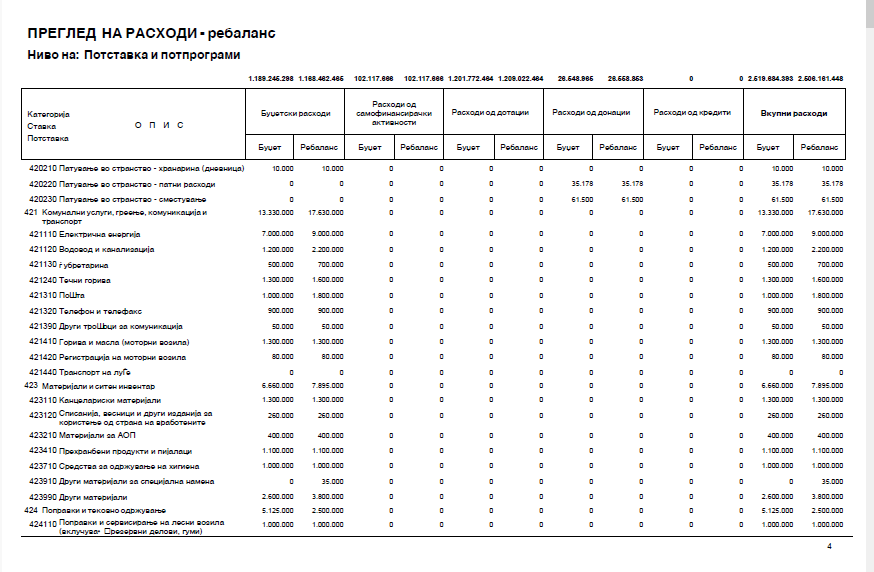 ПРЕГЛЕД НА РАСХОДИ - ребаланс
Ниво на: Потставка и потпрограми
1.189.245.298 1.168.462.465 102.117.666 102.117.666 1.201.772.464 1.209.022.464 26.548.965 26.558.853 0 0 2.519.684.393 2.506.161.448
Категорија
Ставка
Потставка
О П И С
Буџетски расходи
Расходи од
самофинансирачки
активности
Расходи од дотации
Расходи од донации
Расходи од кредити
Вкупни расходи
Буџет Ребаланс Буџет Ребаланс Буџет Ребаланс Буџет Ребаланс Буџет Ребаланс Буџет Ребаланс
420210 Патување во странство - хранарина (дневница) 10.000 10.000 0 0 0 0 0 0 0 0 10.000 10.000
420220 Патување во странство - патни расходи 0 0 0 0 0 0 35.178 35.178 0 0 35.178 35.178
420230 Патување во странство - сместување 0 0 0 0 0 0 61.500 61.500 0 0 61.500 61.500
421 Комунални услуги, греење, комуникација и
транспорт 13.330.000 17.630.000 0 0 0 0 0 0 0 0 13.330.000 17.630.000
421110 Електрична енергија 7.000.000 9.000.000 0 0 0 0 0 0 0 0 7.000.000 9.000.000
421120 Водовод и канализација 1.200.000 2.200.000 0 0 0 0 0 0 0 0 1.200.000 2.200.000
421130 ѓубретарина 500.000 700.000 0 0 0 0 0 0 0 0 500.000 700.000
421240 Течни горива 1.300.000 1.600.000 0 0 0 0 0 0 0 0 1.300.000 1.600.000
421310 ПоШта 1.000.000 1.800.000 0 0 0 0 0 0 0 0 1.000.000 1.800.000
421320 Телефон и телефакс 900.000 900.000 0 0 0 0 0 0 0 0 900.000 900.000
421390 Други троШоци за комуникација 50.000 50.000 0 0 0 0 0 0 0 0 50.000 50.000
421410 Горива и масла (моторни возила) 1.300.000 1.300.000 0 0 0 0 0 0 0 0 1.300.000 1.300.000
421420 Регистрација на моторни возила 80.000 80.000 0 0 0 0 0 0 0 0 80.000 80.000
421440 Транспорт на луЃе 0 0 0 0 0 0 0 0 0 0 0 0
423 Материјали и ситен инвентар 6.660.000 7.895.000 0 0 0 0 0 0 0 0 6.660.000 7.895.000
423110 Канцелариски материјали 1.300.000 1.300.000 0 0 0 0 0 0 0 0 1.300.000 1.300.000
423120 Списанија, весници и други изданија за
користење од страна на вработените 260.000 260.000 0 0 0 0 0 0 0 0 260.000 260.000
423210 Материјали за АОП 400.000 400.000 0 0 0 0 0 0 0 0 400.000 400.000
423410 Прехранбени продукти и пијалаци 1.100.000 1.100.000 0 0 0 0 0 0 0 0 1.100.000 1.100.000
423710 Средства за одржување на хигиена 1.000.000 1.000.000 0 0 0 0 0 0 0 0 1.000.000 1.000.000
423910 Други материјали за специјална намена 0 35.000 0 0 0 0 0 0 0 0 0 35.000
423990 Други материјали 2.600.000 3.800.000 0 0 0 0 0 0 0 0 2.600.000 3.800.000
424 Поправки и тековно одржување 5.125.000 2.500.000 0 0 0 0 0 0 0 0 5.125.000 2.500.000
424110 Поправки и сервисирање на лесни возила
(вклучува• □резервни делови, гуми) 1.000.000 1.000.000 0 0 0 0 0 0 0 0 1.000.000 1.000.000
4